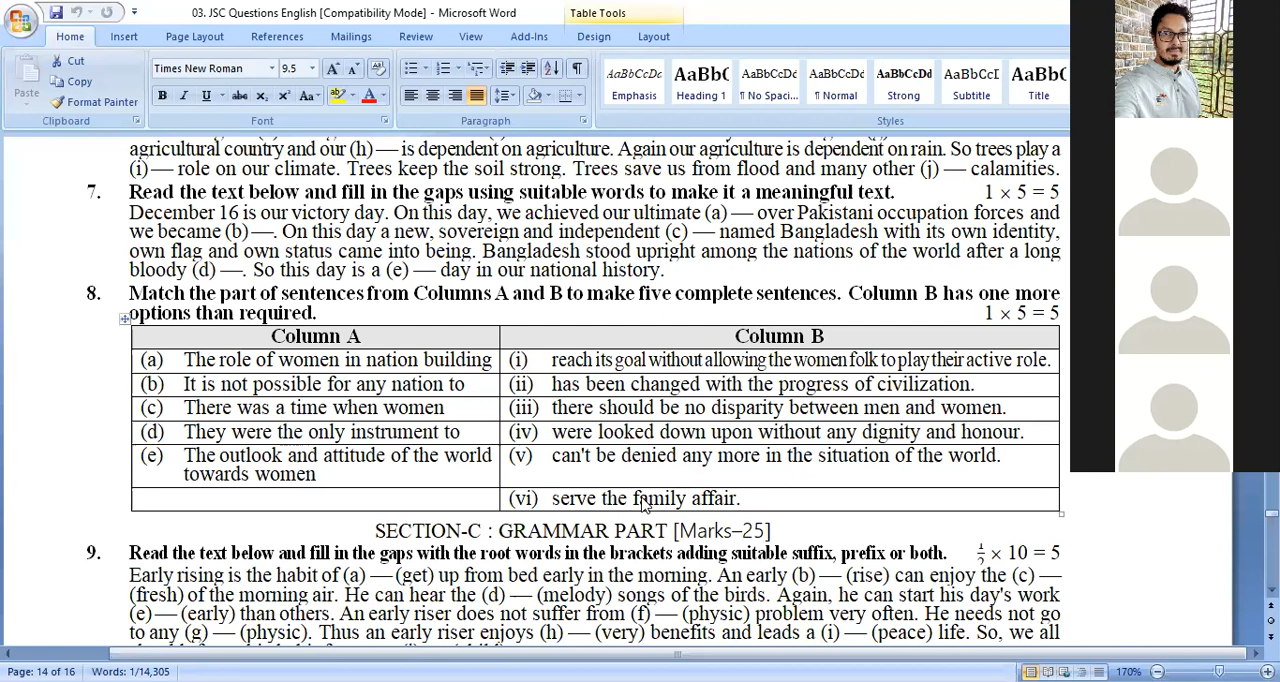 03. JSC Questions English [Compatibility Mode] - Microsoft Word
Table Tools
Home Insert Page Layout References Mailings Review View Add-Ins Design Layout
Paste
Cut
Copy
Format Painter
Clipboard
Times New Roman 9.5
Font
Paragraph
AaBbCcDc AaBbC AaBbCcDd AaBbCcDd AaBbCcDd AaBbCcI AaBbC
Emphasis Heading 1 ¶ No Spaci... ¶ Normal Strong Subtitle Title
Styles
agricultural country and our (h) — is dependent on agriculture. Again our agriculture is dependent on rain. So trees play a
(i)— role on our climate. Trees keep the soil strong. Trees save us from flood and many other (j) — calamities.
7. Read the text below and fill in the gaps using suitable words to make it a meaningful text. 1 × 5 = 5
December 16 is our victory day. On this day, we achieved our ultimate (a) — over Pakistani occupation forces and
we became (b)—. On this day a new, sovereign and independent (c) — named Bangladesh with its own identity,
own flag and own status came into being. Bangladesh stood upright among the nations of the world after a long
bloody (d) —. So this day is a (e) — day in our national history.
8. Match the part of sentences from Columns A and B to make five complete sentences. Column B has one more
options than required. 1 × 5 = 5
Column A Column B
(a) The role of women in nation building (i) reach its goal without allowing the women folk to play their active role.
(b) It is not possible for any nation to (ii) has been changed with the progress of civilization.
(c) There was a time when women (iii) there should be no disparity between men and women.
(d) They were the only instrument to (iv) were looked down upon without any dignity and honour.
(e) The outlook and attitude of the world (v) can't be denied any more in the situation of the world.
towards women
(vi) serve the family affair.
SECTION-C : GRAMMAR PART [Marks–25]
9. Read the text below and fill in the gaps with the root words in the brackets adding suitable suffix, prefix or both. ½ × 10 = 5
Early rising is the habit of (a) — (get) up from bed early in the morning. An early (b) — (rise) can enjoy the (c) —
(fresh) of the morning air. He can hear the (d) — (melody) songs of the birds. Again, he can start his day's work
(e) — (early) than others. An early riser does not suffer from (f) — (physic) problem very often. He needs not go
to any (g) — (physic). Thus an early riser enjoys (h) — (very) benefits and leads a (i) — (peace) life. So, we all
Page: 14 of 16 Words: 1/14,305 170%